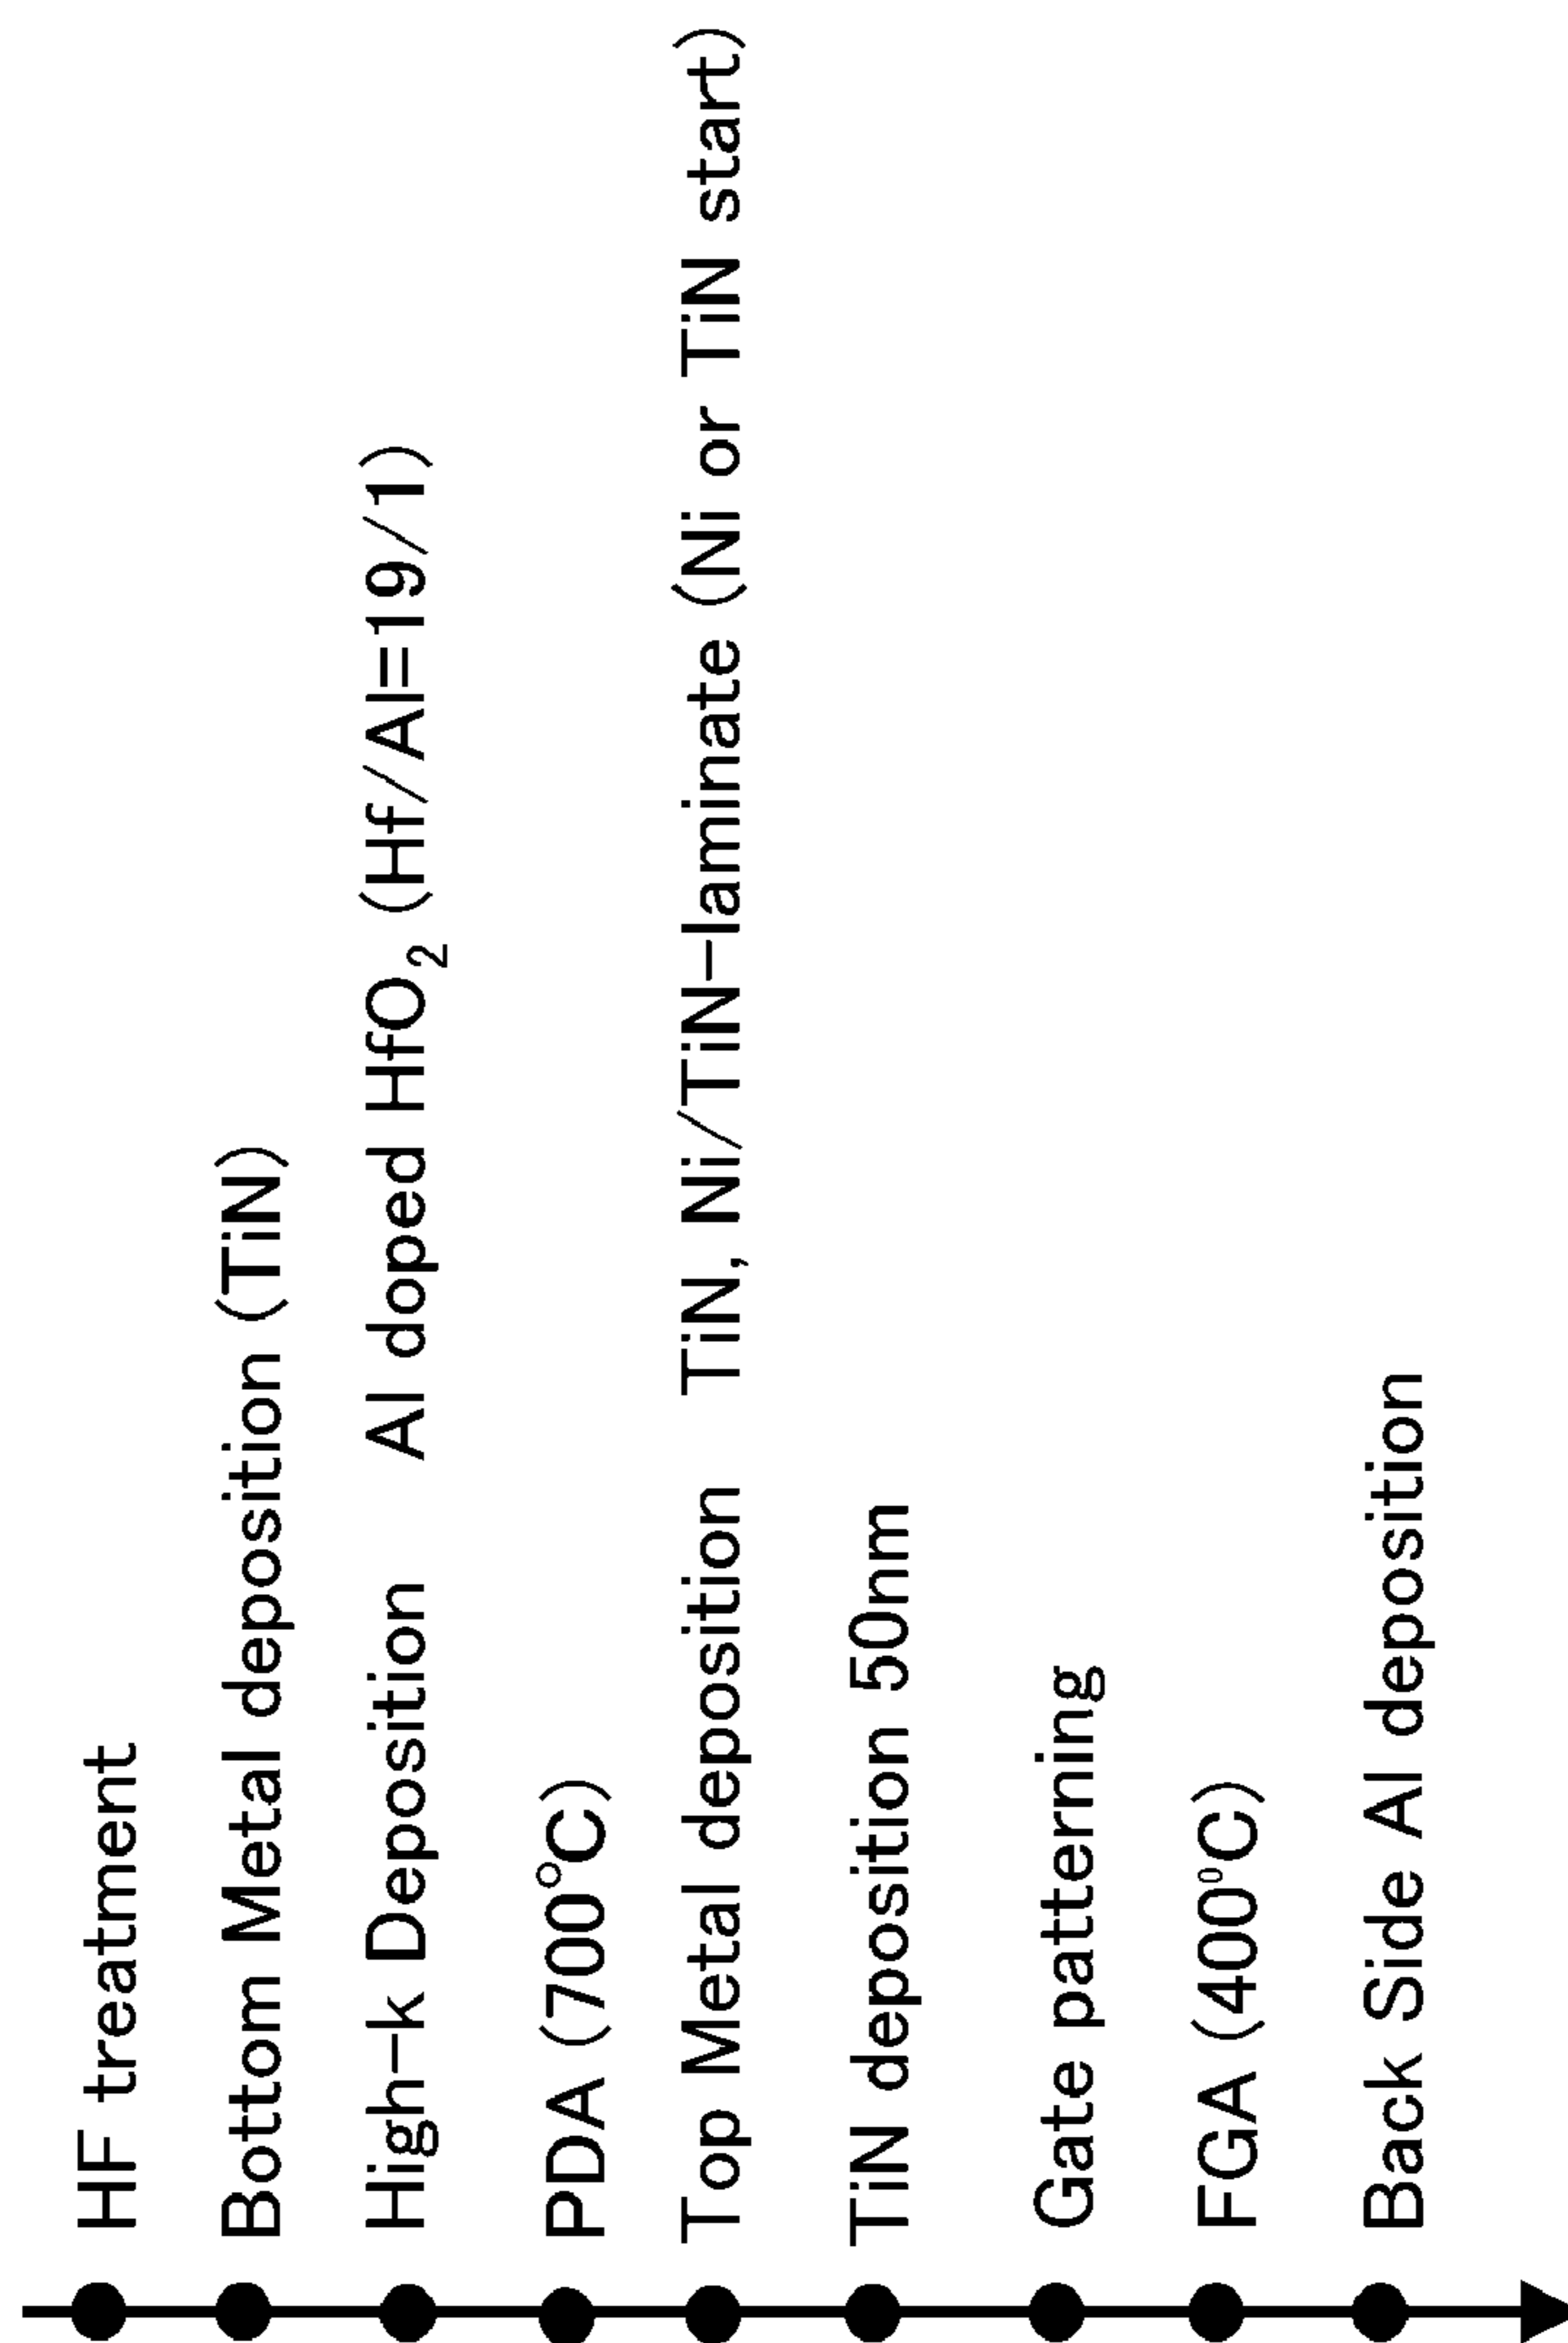 HF treatment
Bottom Metal deposition (TiN)
High-k Deposition Al doped HfO₂ (Hf/Al=19/1)
PDA (700°C)
Top Metal deposition TiN, Ni/TiN-laminate (Ni or TiN start)
TiN deposition 50nm
Gate patterning
FGA (400°C)
Back Side Al deposition